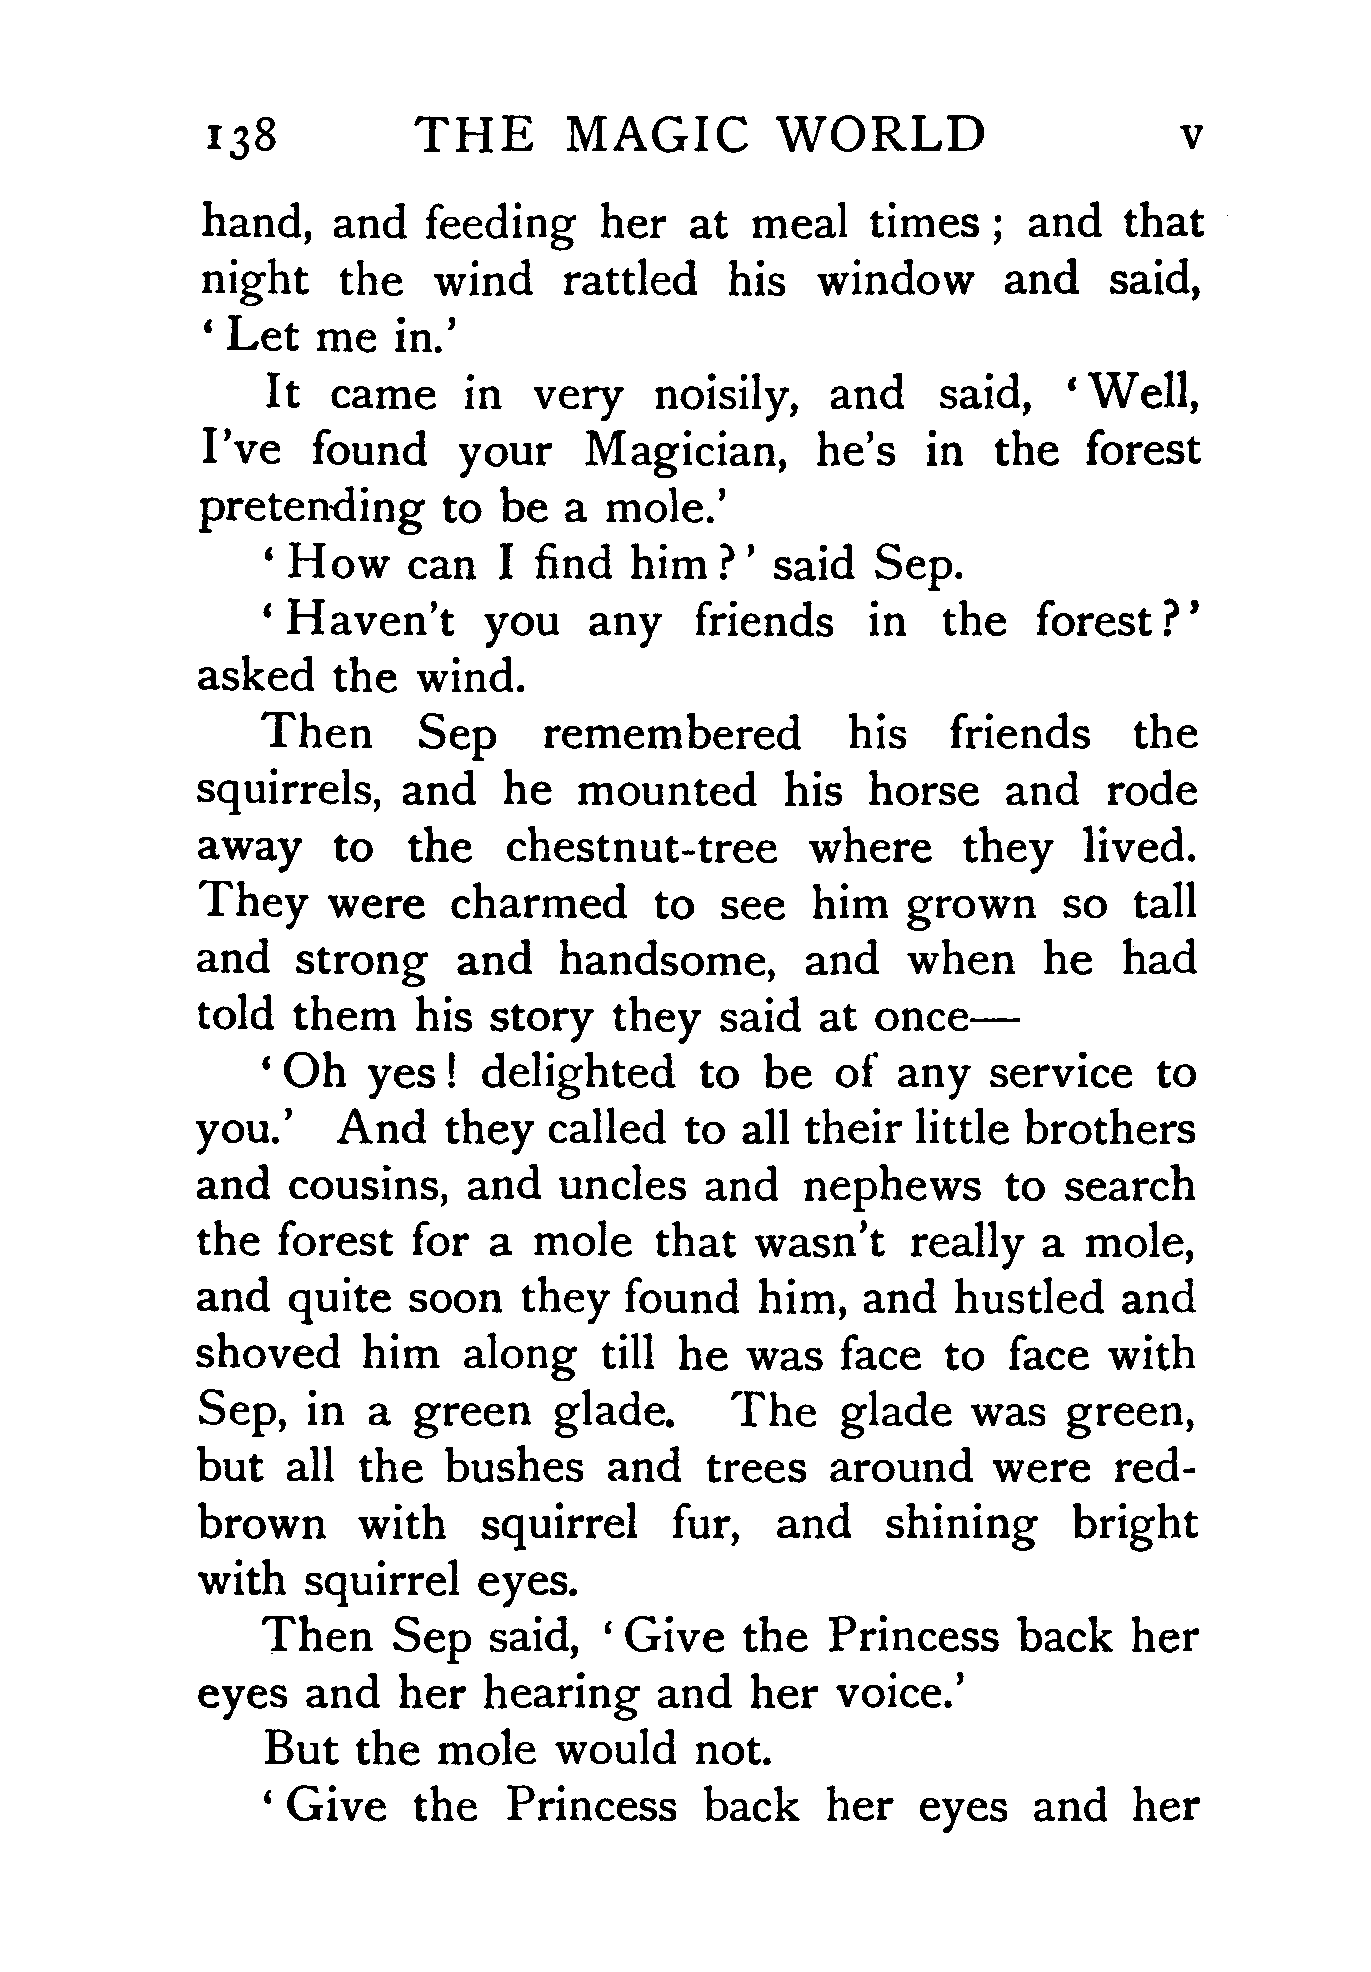 138 THE MAGIC WORLD v
hand, and feeding her at meal times; and that
night the wind rattled his window and said,
‘Let me in.’
It came in very noisily, and said, ‘Well,
I’ve found your Magician, he’s in the forest
pretending to be a mole.’
‘How can I find him?’ said Sep.
‘Haven’t you any friends in the forest?’
asked the wind.
Then Sep remembered his friends the
squirrels, and he mounted his horse and rode
away to the chestnut-tree where they lived.
They were charmed to see him grown so tall
and strong and handsome, and when he had
told them his story they said at once—
‘Oh yes! delighted to be of any service to
you.’ And they called to all their little brothers
and cousins, and uncles and nephews to search
the forest for a mole that wasn’t really a mole,
and quite soon they found him, and hustled and
shoved him along till he was face to face with
Sep, in a green glade. The glade was green,
but all the bushes and trees around were red-
brown with squirrel fur, and shining bright
with squirrel eyes.
Then Sep said, ‘Give the Princess back her
eyes and her hearing and her voice.’
But the mole would not.
‘Give the Princess back her eyes and her